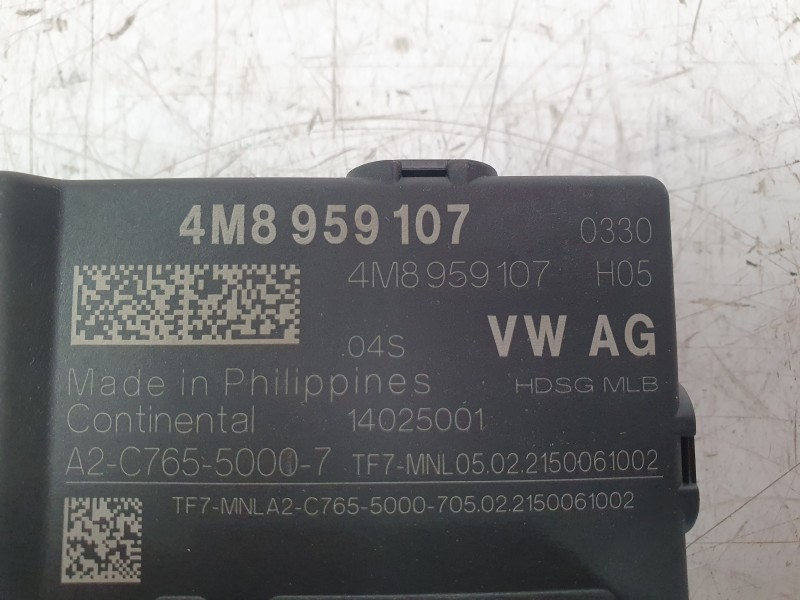 4M8 959 107 0330
4M8 959 107 H05
.04S VW AG
Made in Philippines HDSG MLB
Continental 14025001
A2-C765-5000-7 TF7-MNL05.02.2150061002
TF7-MNLA2-C765-5000-705.02.2150061002